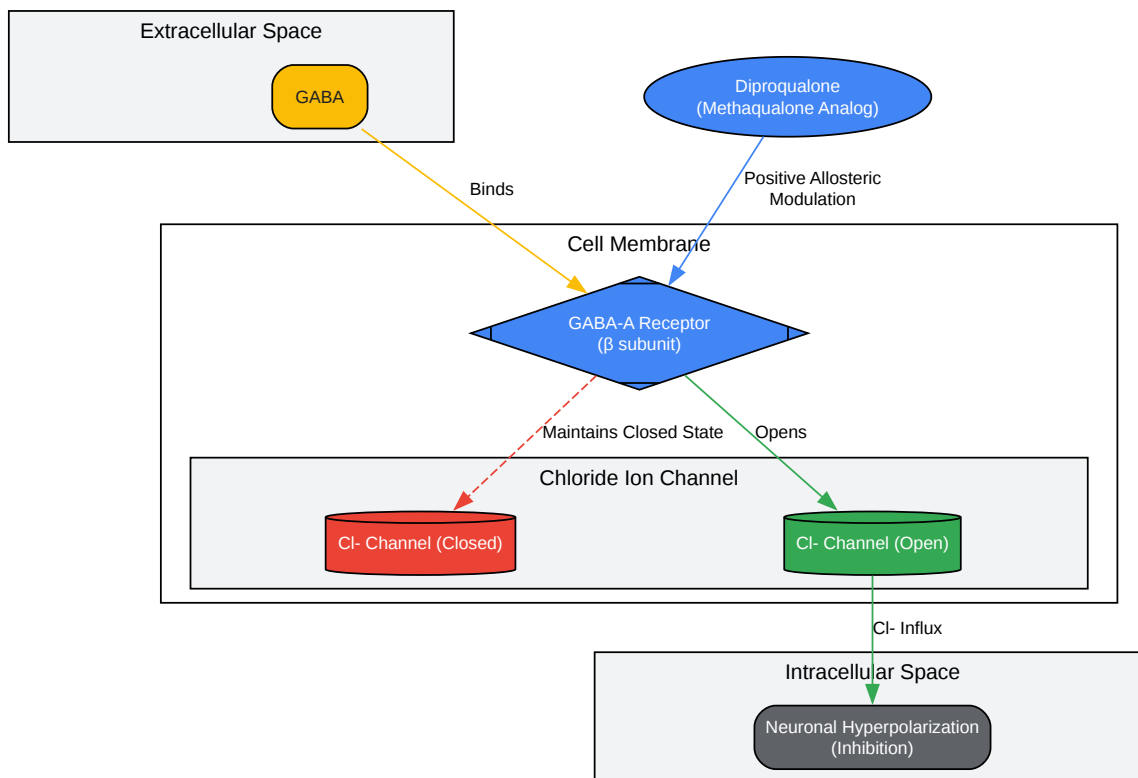 Extracellular Space
GABA
Diproqualone
(Methaqualone Analog)
Binds
Positive Allosteric
Modulation
Cell Membrane
GABA-A Receptor
(β subunit)
Maintains Closed State
Opens
Chloride Ion Channel
Cl- Channel (Closed)
Cl- Channel (Open)
Cl- Influx
Intracellular Space
Neuronal Hyperpolarization
(Inhibition)